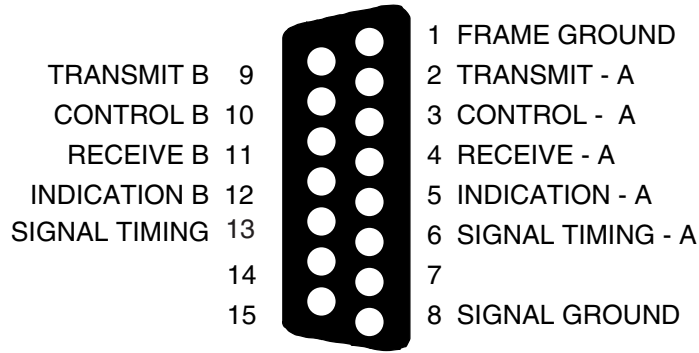 1 FRAME GROUND
TRANSMIT B 9
2 TRANSMIT - A
CONTROL B 10
3 CONTROL - A
RECEIVE B 11
4 RECEIVE - A
INDICATION B 12
5 INDICATION - A
SIGNAL TIMING 13
6 SIGNAL TIMING - A
14
7
15
8 SIGNAL GROUND